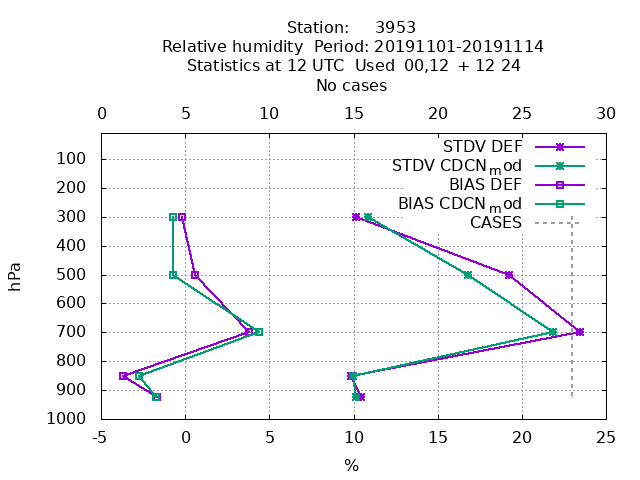 Station: 3953
Relative humidity Period: 20191101-20191114
Statistics at 12 UTC Used 00,12 + 12 24
No cases
0 5 10 15 20 25 30
STDV DEF
STDV CDCNmod
BIAS DEF
BIAS CDCNmod
CASES
100
200
300
400
500
600
700
800
900
1000
hPa
-5 0 5 10 15 20 25
%